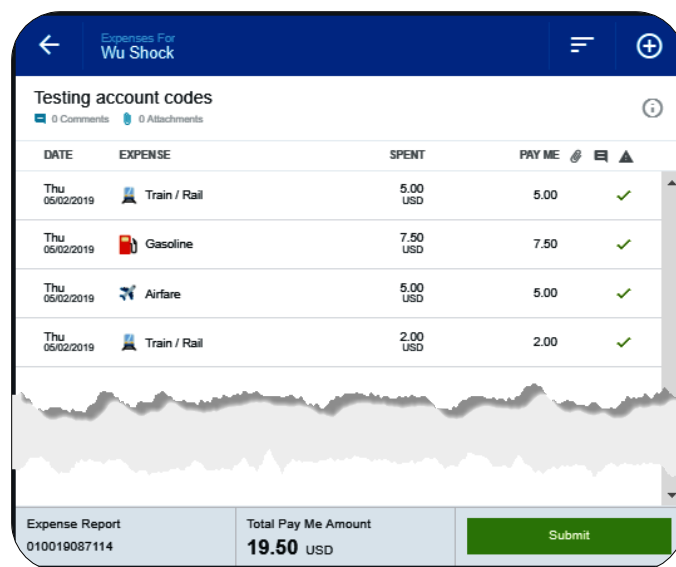 Expenses For
Wu Shock
Testing account codes
0 Comments 0 Attachments
DATE EXPENSE SPENT PAY ME
Thu
05/02/2019 Train / Rail 5.00
USD 5.00
Thu
05/02/2019 Gasoline 7.50
USD 7.50
Thu
05/02/2019 Airfare 5.00
USD 5.00
Thu
05/02/2019 Train / Rail 2.00
USD 2.00
Expense Report
010019087114
Total Pay Me Amount
19.50 USD
Submit